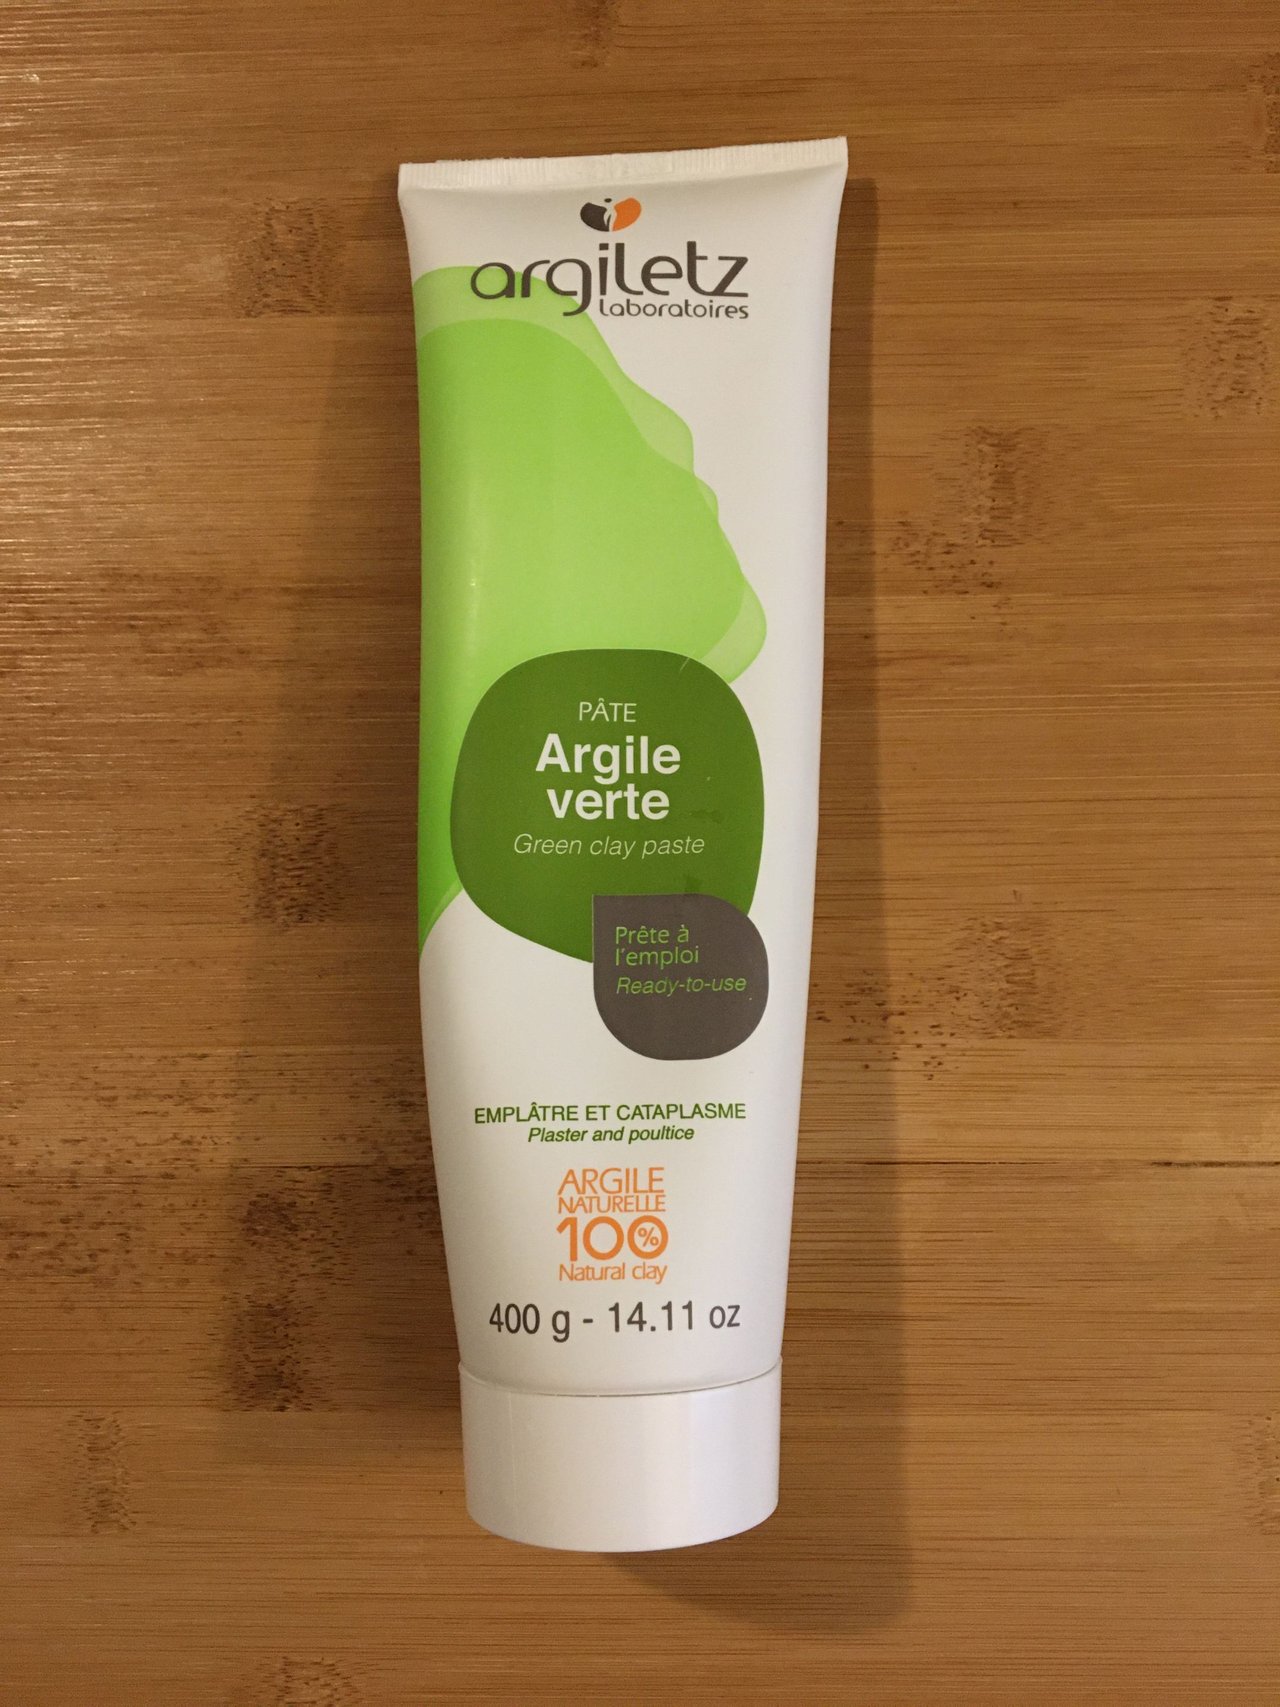 argiletz
laboratoires
PÂTE
Argile
verte
Green clay paste
Prête à
l'emploi
Ready-to-use
EMPLÂTRE ET CATAPLASME
Plaster and poultice
ARGILE
NATURELLE
100%
Natural clay
400 g - 14.11 oz